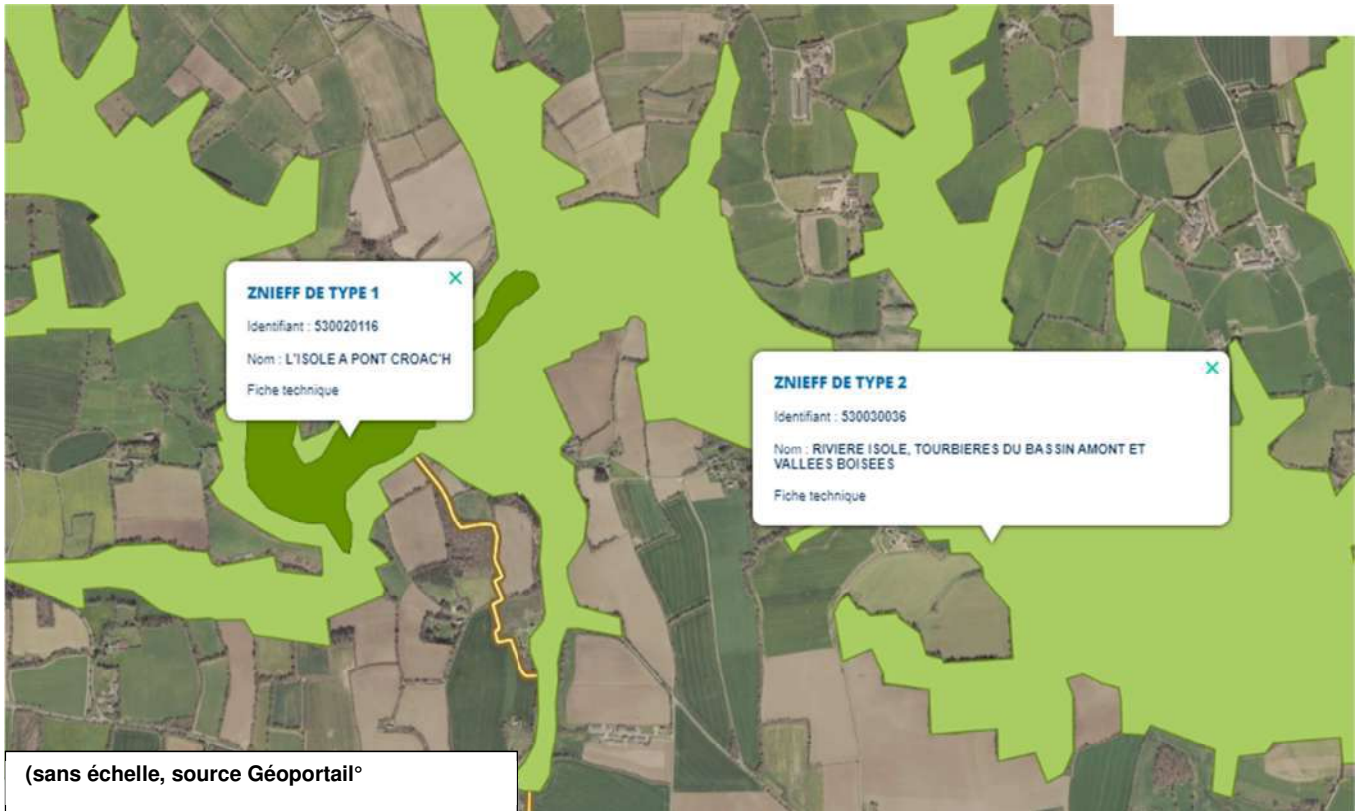 ZNIEFF DE TYPE 1
Identifiant : 530020116
Nom : L'ISOLE A PONT CROAC'H
Fiche technique
ZNIEFF DE TYPE 2
Identifiant : 530030036
Nom : RIVIERE ISOLE, TOURBIERES DU BASSIN AMONT ET
VALLEES BOISEES
Fiche technique
(sans échelle, source Géoportail°